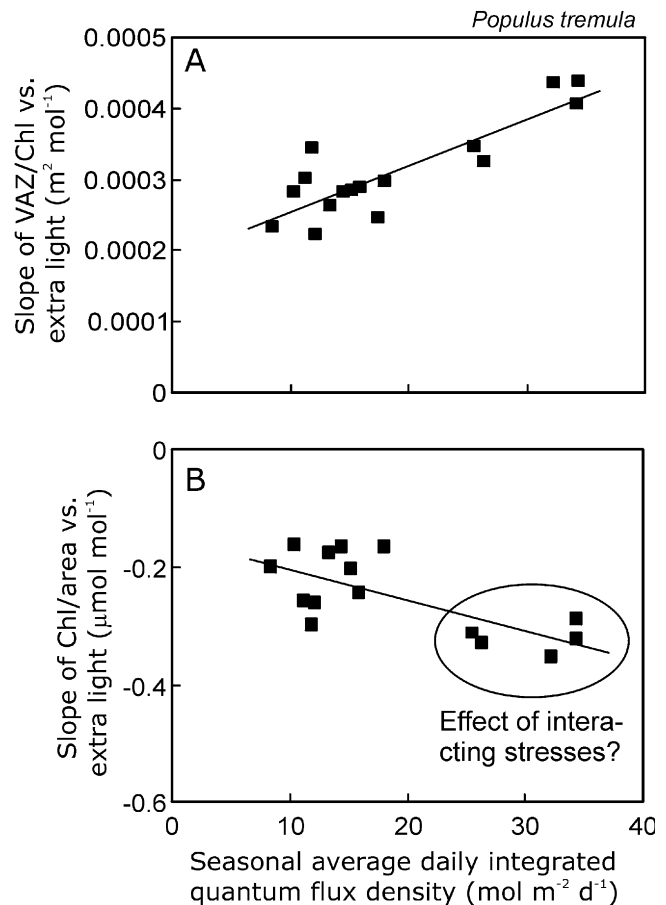 Populus tremula
A
0.0005
0.0004
0.0003
0.0002
0.0001
0
Slope of VAZ/Chl vs.
extra light (m² mol⁻¹)
B
0
-0.2
-0.4
-0.6
Slope of Chl/area vs.
extra light (μmol mol⁻¹)
Effect of intera-
cting stresses?
0 10 20 30 40
Seasonal average daily integrated
quantum flux density (mol m⁻² d⁻¹)